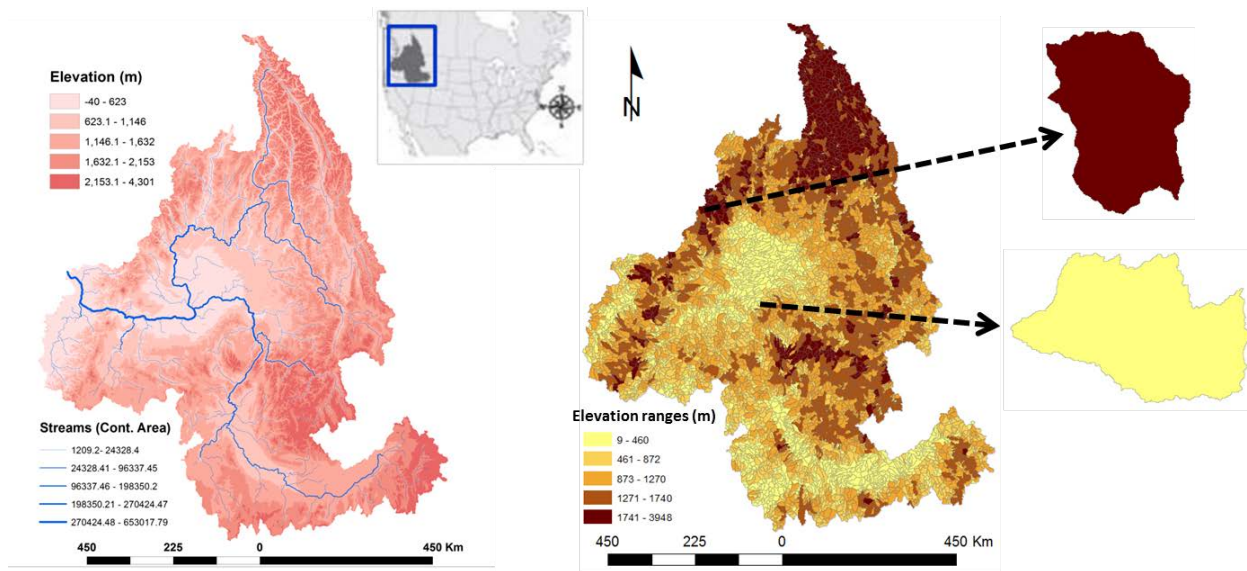 Elevation (m)
-40 - 623
623.1 - 1,146
1,146.1 - 1,632
1,632.1 - 2,153
2,153.1 - 4,301
Streams (Cont. Area)
1209.2- 24328.4
24328.41 - 96337.45
96337.46 - 198350.2
198350.21 - 270424.47
270424.48 - 653017.79
450 225 0 450 Km
N
Elevation ranges (m)
9 - 460
461 - 872
873 - 1270
1271 - 1740
1741 - 3948
450 225 0 450 Km